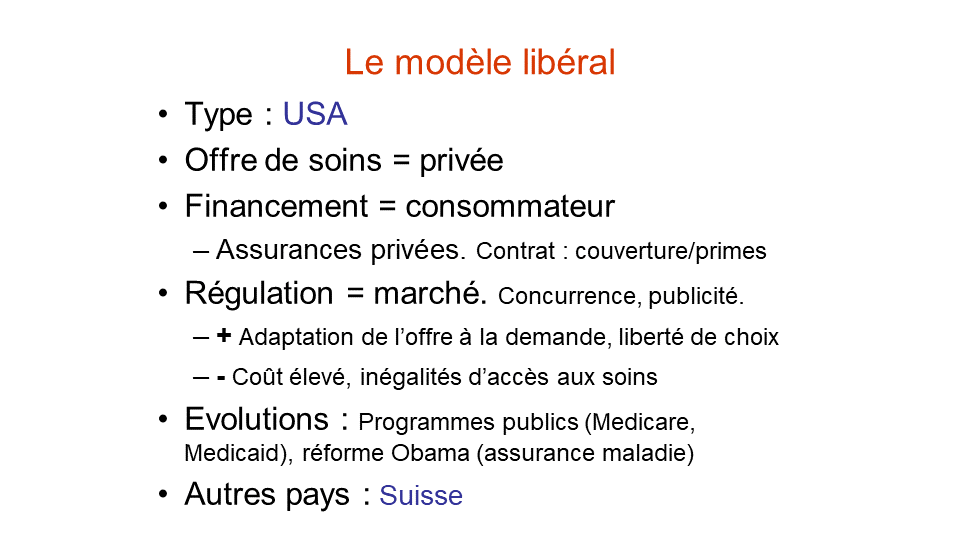 Le modèle libéral
• Type : USA
• Offre de soins = privée
• Financement = consommateur
– Assurances privées. Contrat : couverture/primes
• Régulation = marché. Concurrence, publicité.
– + Adaptation de l’offre à la demande, liberté de choix
– - Coût élevé, inégalités d’accès aux soins
• Evolutions : Programmes publics (Medicare,
Medicaid), réforme Obama (assurance maladie)
• Autres pays : Suisse